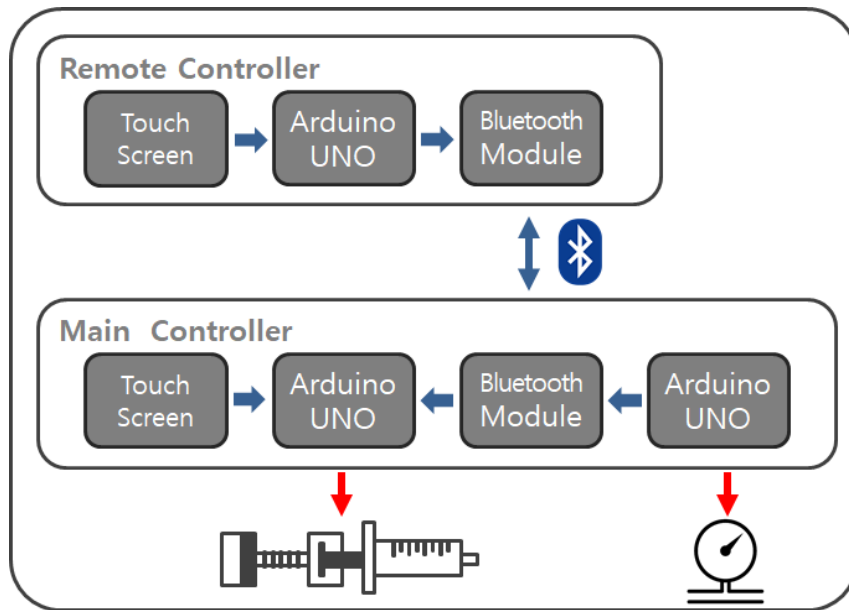 Remote Controller
Touch
Screen
Arduino
UNO
Bluetooth
Module
Main Controller
Touch
Screen
Arduino
UNO
Bluetooth
Module
Arduino
UNO